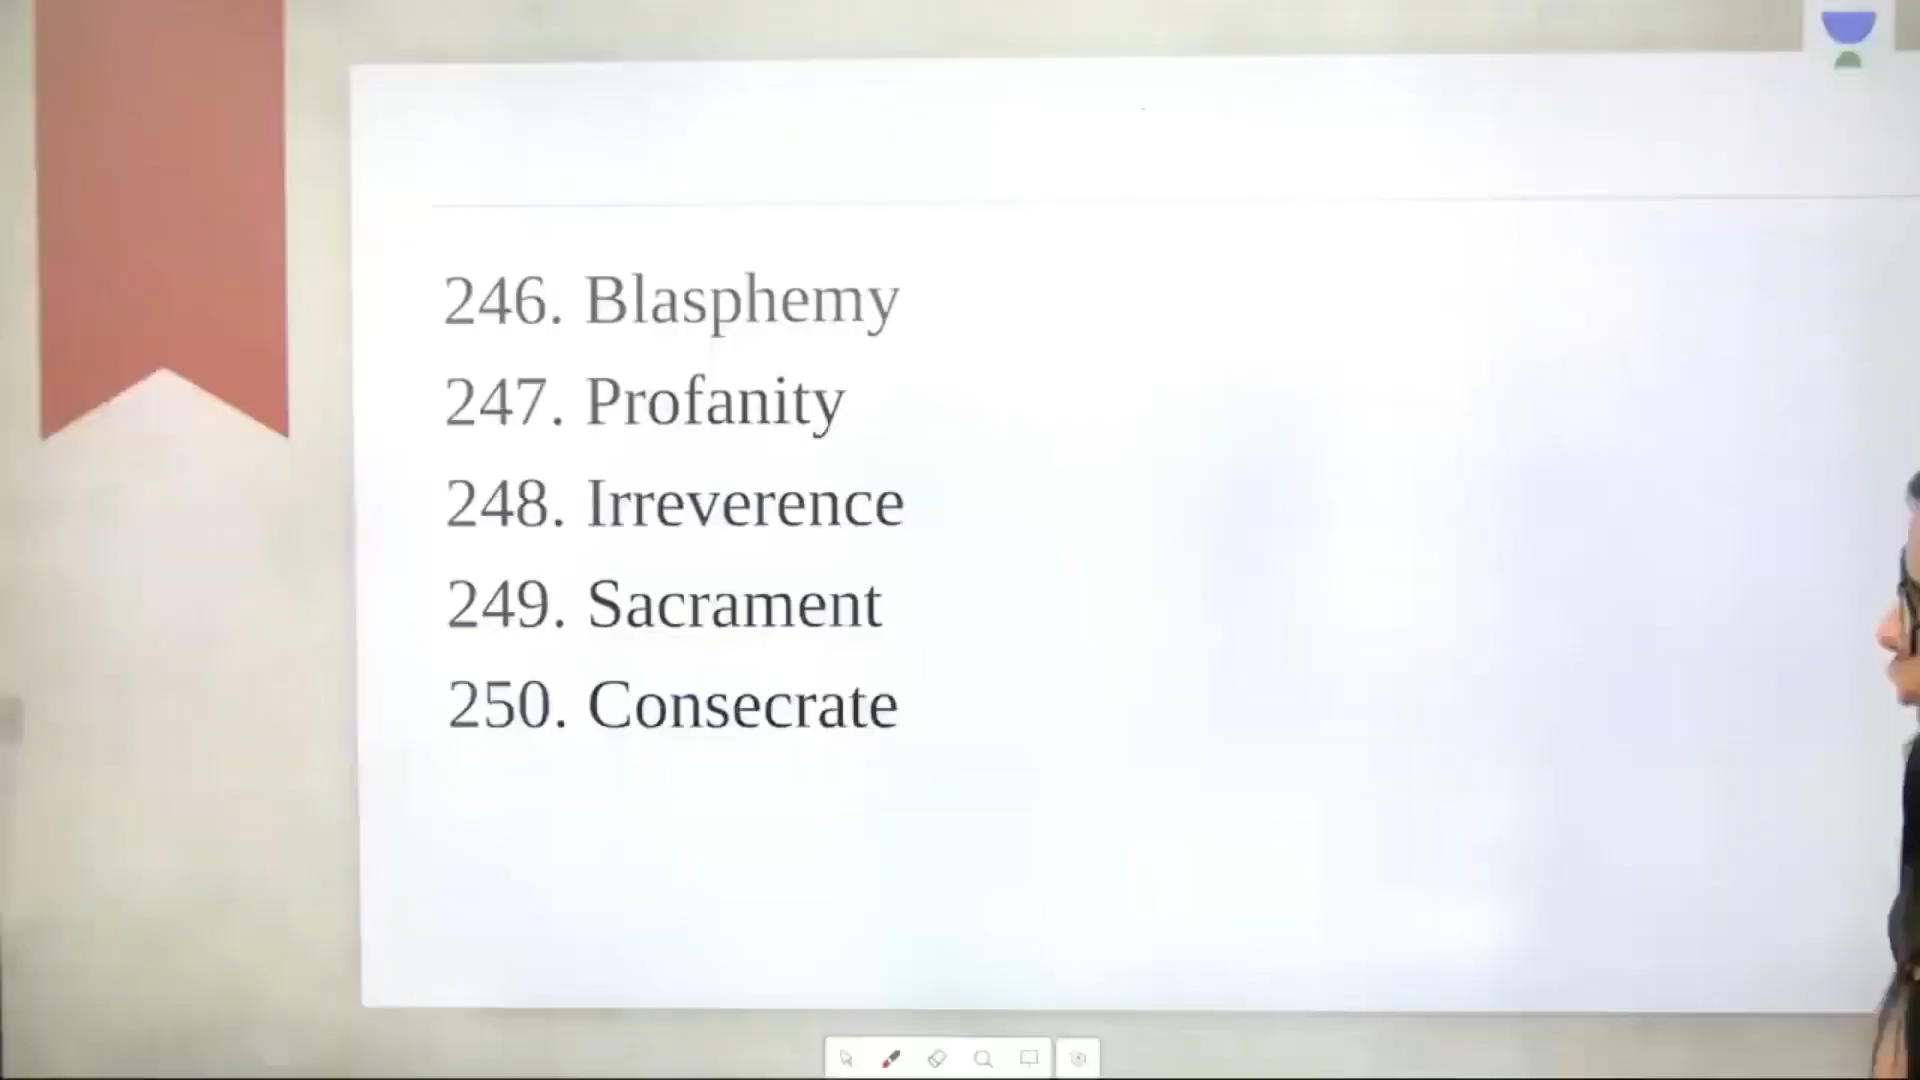 246. Blasphemy
247. Profanity
248. Irreverence
249. Sacrament
250. Consecrate